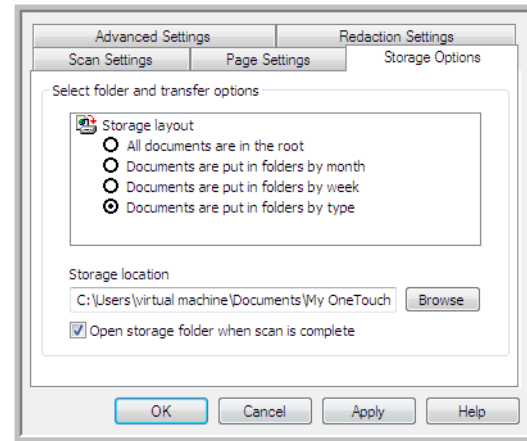 Advanced Settings Redaction Settings
Scan Settings Page Settings Storage Options
Select folder and transfer options
Storage layout
All documents are in the root
Documents are put in folders by month
Documents are put in folders by week
Documents are put in folders by type
Storage location
C:\Users\virtual machine\Documents\My OneTouch Browse
Open storage folder when scan is complete
OK Cancel Apply Help